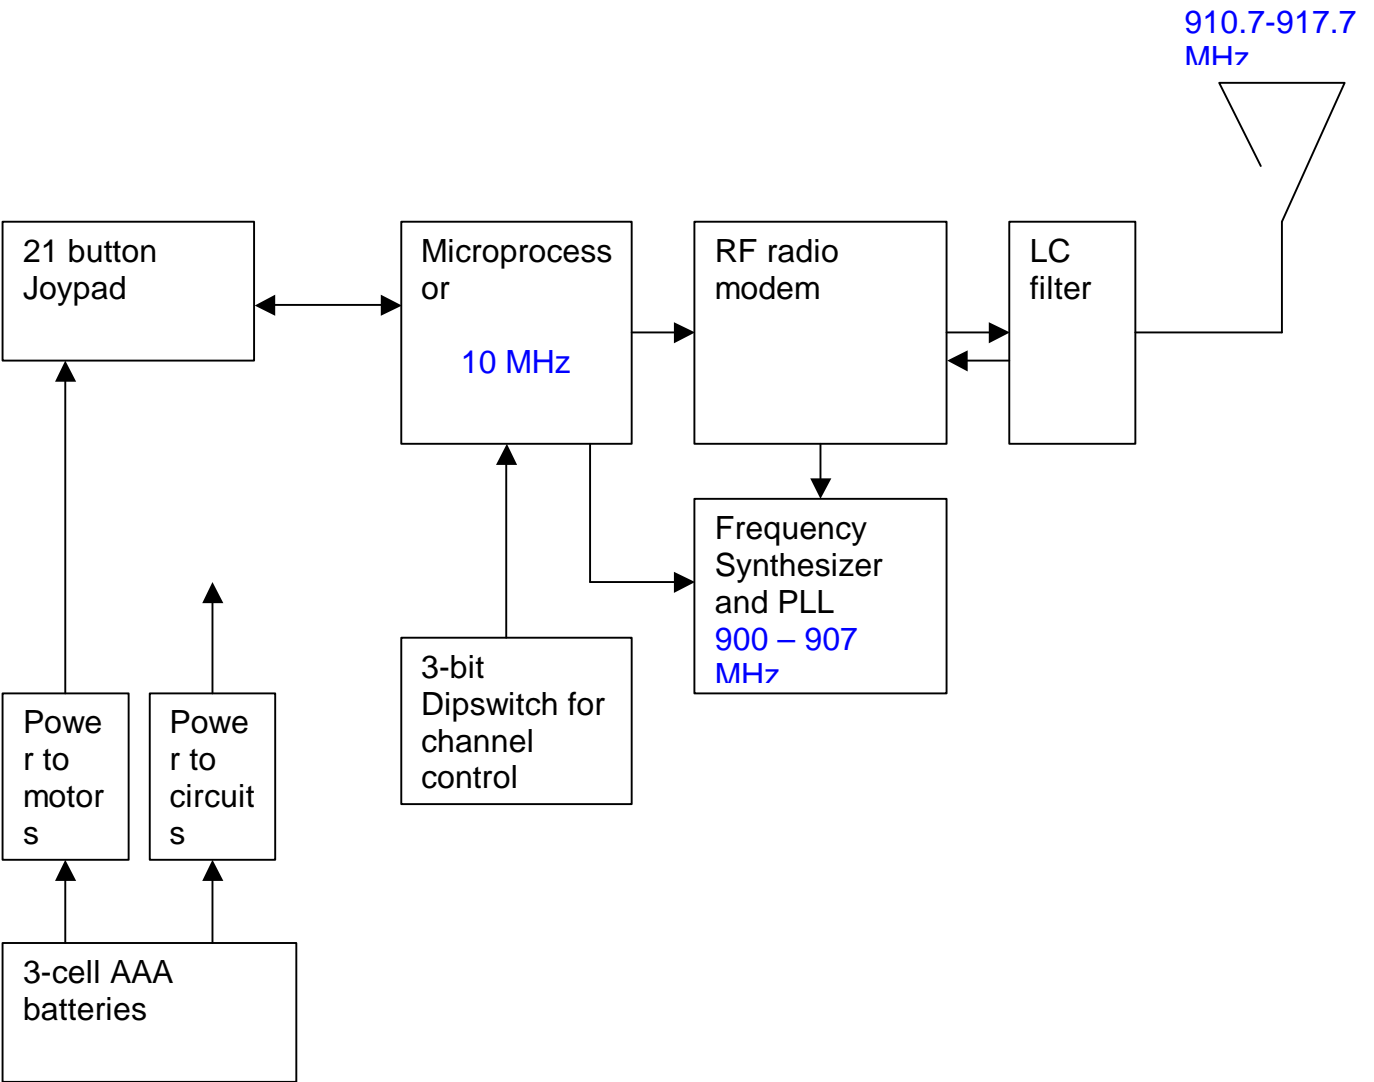 910.7-917.7
MHz
21 button
Joypad
Microprocess
or
10 MHz
RF radio
modem
LC
filter
Frequency
Synthesizer
and PLL
900 – 907
MHz
3-bit
Dipswitch for
channel
control
Powe
r to
motor
s
Powe
r to
circuit
s
3-cell AAA
batteries